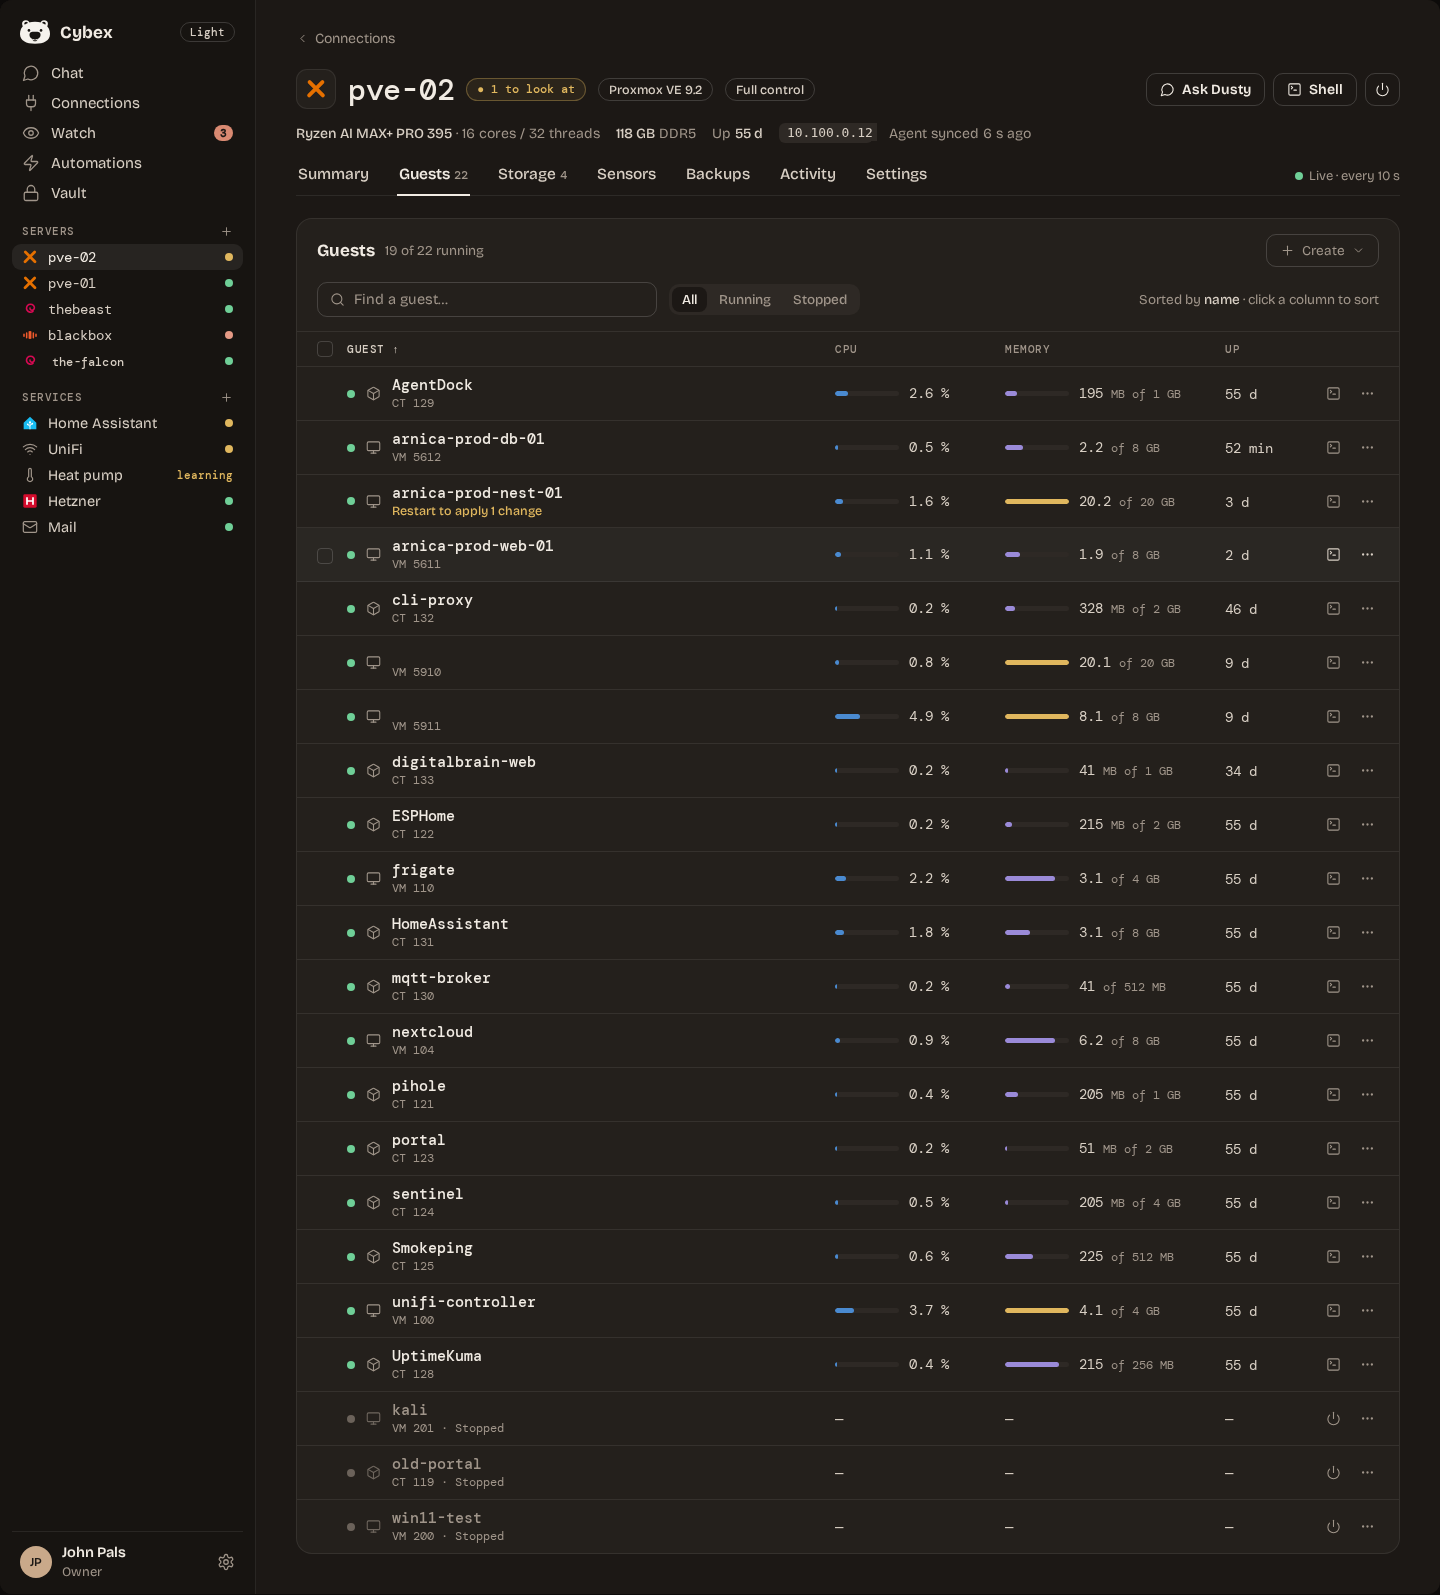 Cybex
Light
Chat
Connections
Watch 3
Automations
Vault
SERVERS
pve-02
pve-01
thebeast
blackbox
the-falcon
SERVICES
Home Assistant
UniFi
Heat pump learning
Hetzner
Mail
JP
John Pals
Owner
Connections
pve-02
1 to look at
Proxmox VE 9.2
Full control
Ask Dusty
Shell
Ryzen AI MAX+ PRO 395 · 16 cores / 32 threads 118 GB DDR5 Up 55 d 10.100.0.12 Agent synced 6 s ago
Summary Guests 22 Storage 4 Sensors Backups Activity Settings
Live · every 10 s
Guests 19 of 22 running
Create
Find a guest...
All Running Stopped
Sorted by name · click a column to sort
GUEST ↑ CPU MEMORY UP
AgentDock
CT 129
2.6 % 195 MB of 1 GB 55 d
arnica-prod-db-01
VM 5612
0.5 % 2.2 of 8 GB 52 min
arnica-prod-nest-01
Restart to apply 1 change
1.6 % 20.2 of 20 GB 3 d
arnica-prod-web-01
VM 5611
1.1 % 1.9 of 8 GB 2 d
cli-proxy
CT 132
0.2 % 328 MB of 2 GB 46 d
VM 5910
0.8 % 20.1 of 20 GB 9 d
VM 5911
4.9 % 8.1 of 8 GB 9 d
digitalbrain-web
CT 133
0.2 % 41 MB of 1 GB 34 d
ESPHome
CT 122
0.2 % 215 MB of 2 GB 55 d
frigate
VM 110
2.2 % 3.1 of 4 GB 55 d
HomeAssistant
CT 131
1.8 % 3.1 of 8 GB 55 d
mqtt-broker
CT 130
0.2 % 41 of 512 MB 55 d
nextcloud
VM 104
0.9 % 6.2 of 8 GB 55 d
pihole
CT 121
0.4 % 205 MB of 1 GB 55 d
portal
CT 123
0.2 % 51 MB of 2 GB 55 d
sentinel
CT 124
0.5 % 205 MB of 4 GB 55 d
Smokeping
CT 125
0.6 % 225 of 512 MB 55 d
unifi-controller
VM 100
3.7 % 4.1 of 4 GB 55 d
UptimeKuma
CT 128
0.4 % 215 of 256 MB 55 d
kali
VM 201 · Stopped
– – –
old-portal
CT 119 · Stopped
– – –
win11-test
VM 200 · Stopped
– – –